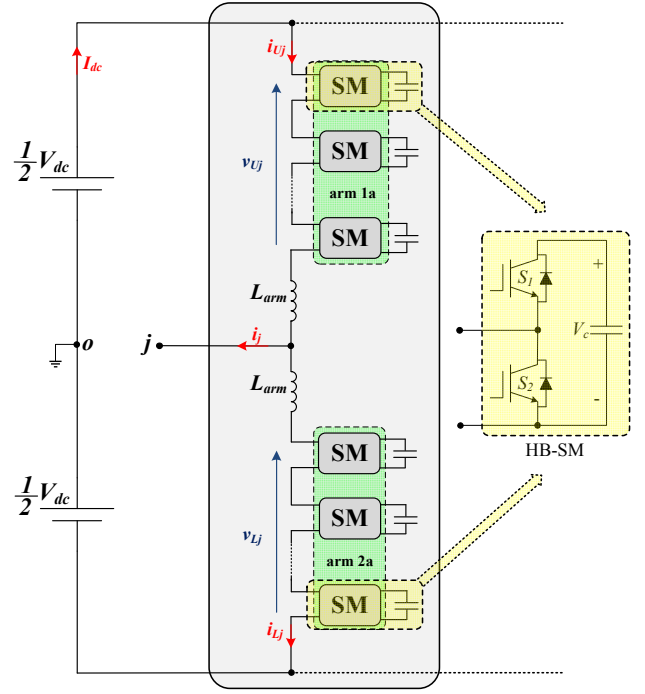 I_dc
i_Uj
SM
½ V_dc
SM
v_Uj
arm 1a
SM
L_arm
S_1
+
V_c
o
j
i_j
S_2
-
L_arm
HB-SM
SM
½ V_dc
SM
v_Lj
arm 2a
SM
i_Lj